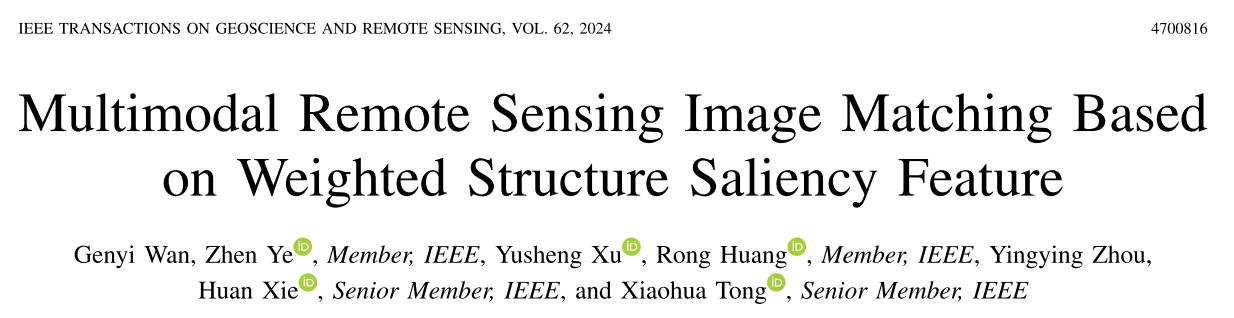 IEEE TRANSACTIONS ON GEOSCIENCE AND REMOTE SENSING, VOL. 62, 2024 4700816
Multimodal Remote Sensing Image Matching Based
on Weighted Structure Saliency Feature
Genyi Wan, Zhen Ye, Member, IEEE, Yusheng Xu, Rong Huang, Member, IEEE, Yingying Zhou,
Huan Xie, Senior Member, IEEE, and Xiaohua Tong, Senior Member, IEEE